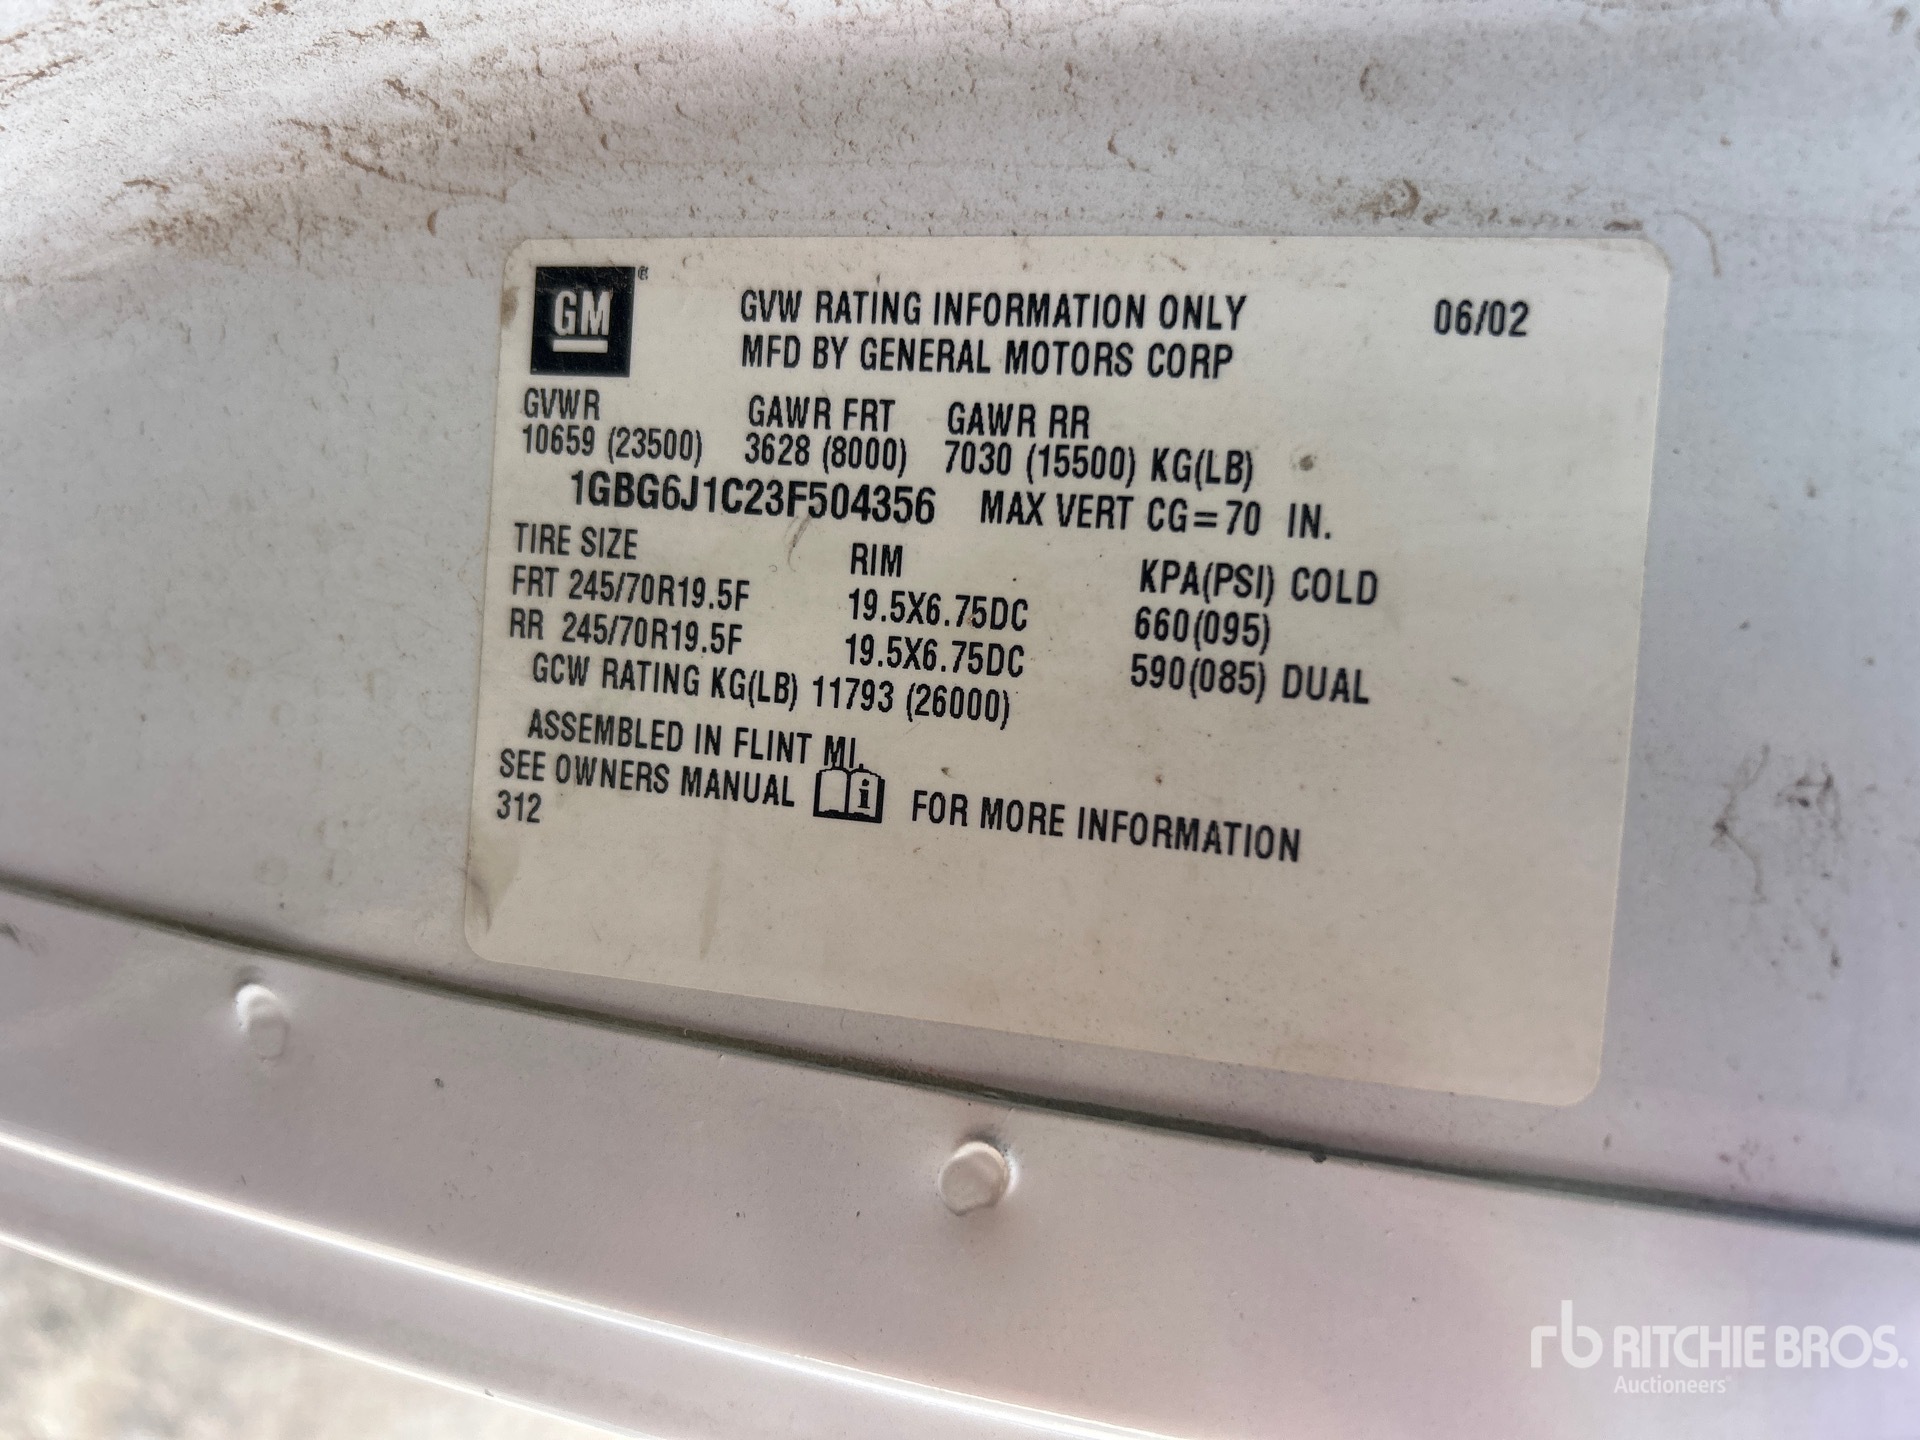 GM®
GVW RATING INFORMATION ONLY 06/02
MFD BY GENERAL MOTORS CORP
GVWR GAWR FRT GAWR RR
10659 (23500) 3628 (8000) 7030 (15500) KG(LB)
1GBG6J1C23F504356 MAX VERT CG=70 IN.
TIRE SIZE RIM KPA(PSI) COLD
FRT 245/70R19.5F 19.5X6.75DC 660(095)
RR 245/70R19.5F 19.5X6.75DC 590(085) DUAL
GCW RATING KG(LB) 11793 (26000)
ASSEMBLED IN FLINT MI.
SEE OWNERS MANUAL i FOR MORE INFORMATION
312
rb RITCHIE BROS.
Auctioneers